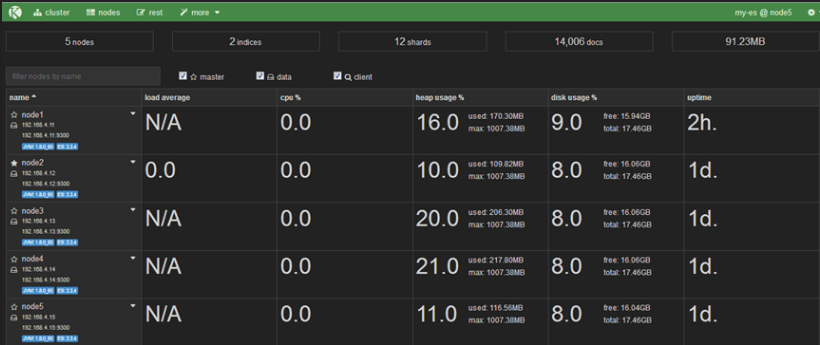 cluster nodes rest more my-es @ node5
5 nodes 2 indices 12 shards 14,006 docs 91.23MB
filter nodes by name master data client
name load average cpu % heap usage % disk usage % uptime
node1
192.168.4.11
192.168.4.11:9300
JVM: 1.8.0_65 ES: 2.3.4
N/A 0.0 16.0 used: 170.30MB 9.0 free: 15.94GB 2h.
max: 1007.38MB total: 17.46GB
node2
192.168.4.12
192.168.4.12:9300
JVM: 1.8.0_65 ES: 2.3.4
0.0 0.0 10.0 used: 109.82MB 8.0 free: 16.06GB 1d.
max: 1007.38MB total: 17.46GB
node3
192.168.4.13
192.168.4.13:9300
JVM: 1.8.0_65 ES: 2.3.4
N/A 0.0 20.0 used: 206.30MB 8.0 free: 16.06GB 1d.
max: 1007.38MB total: 17.46GB
node4
192.168.4.14
192.168.4.14:9300
JVM: 1.8.0_65 ES: 2.3.4
N/A 0.0 21.0 used: 217.80MB 8.0 free: 16.06GB 1d.
max: 1007.38MB total: 17.46GB
node5
192.168.4.15
192.168.4.15:9300
JVM: 1.8.0_65 ES: 2.3.4
N/A 0.0 11.0 used: 116.56MB 8.0 free: 16.04GB 1d.
max: 1007.38MB total: 17.46GB